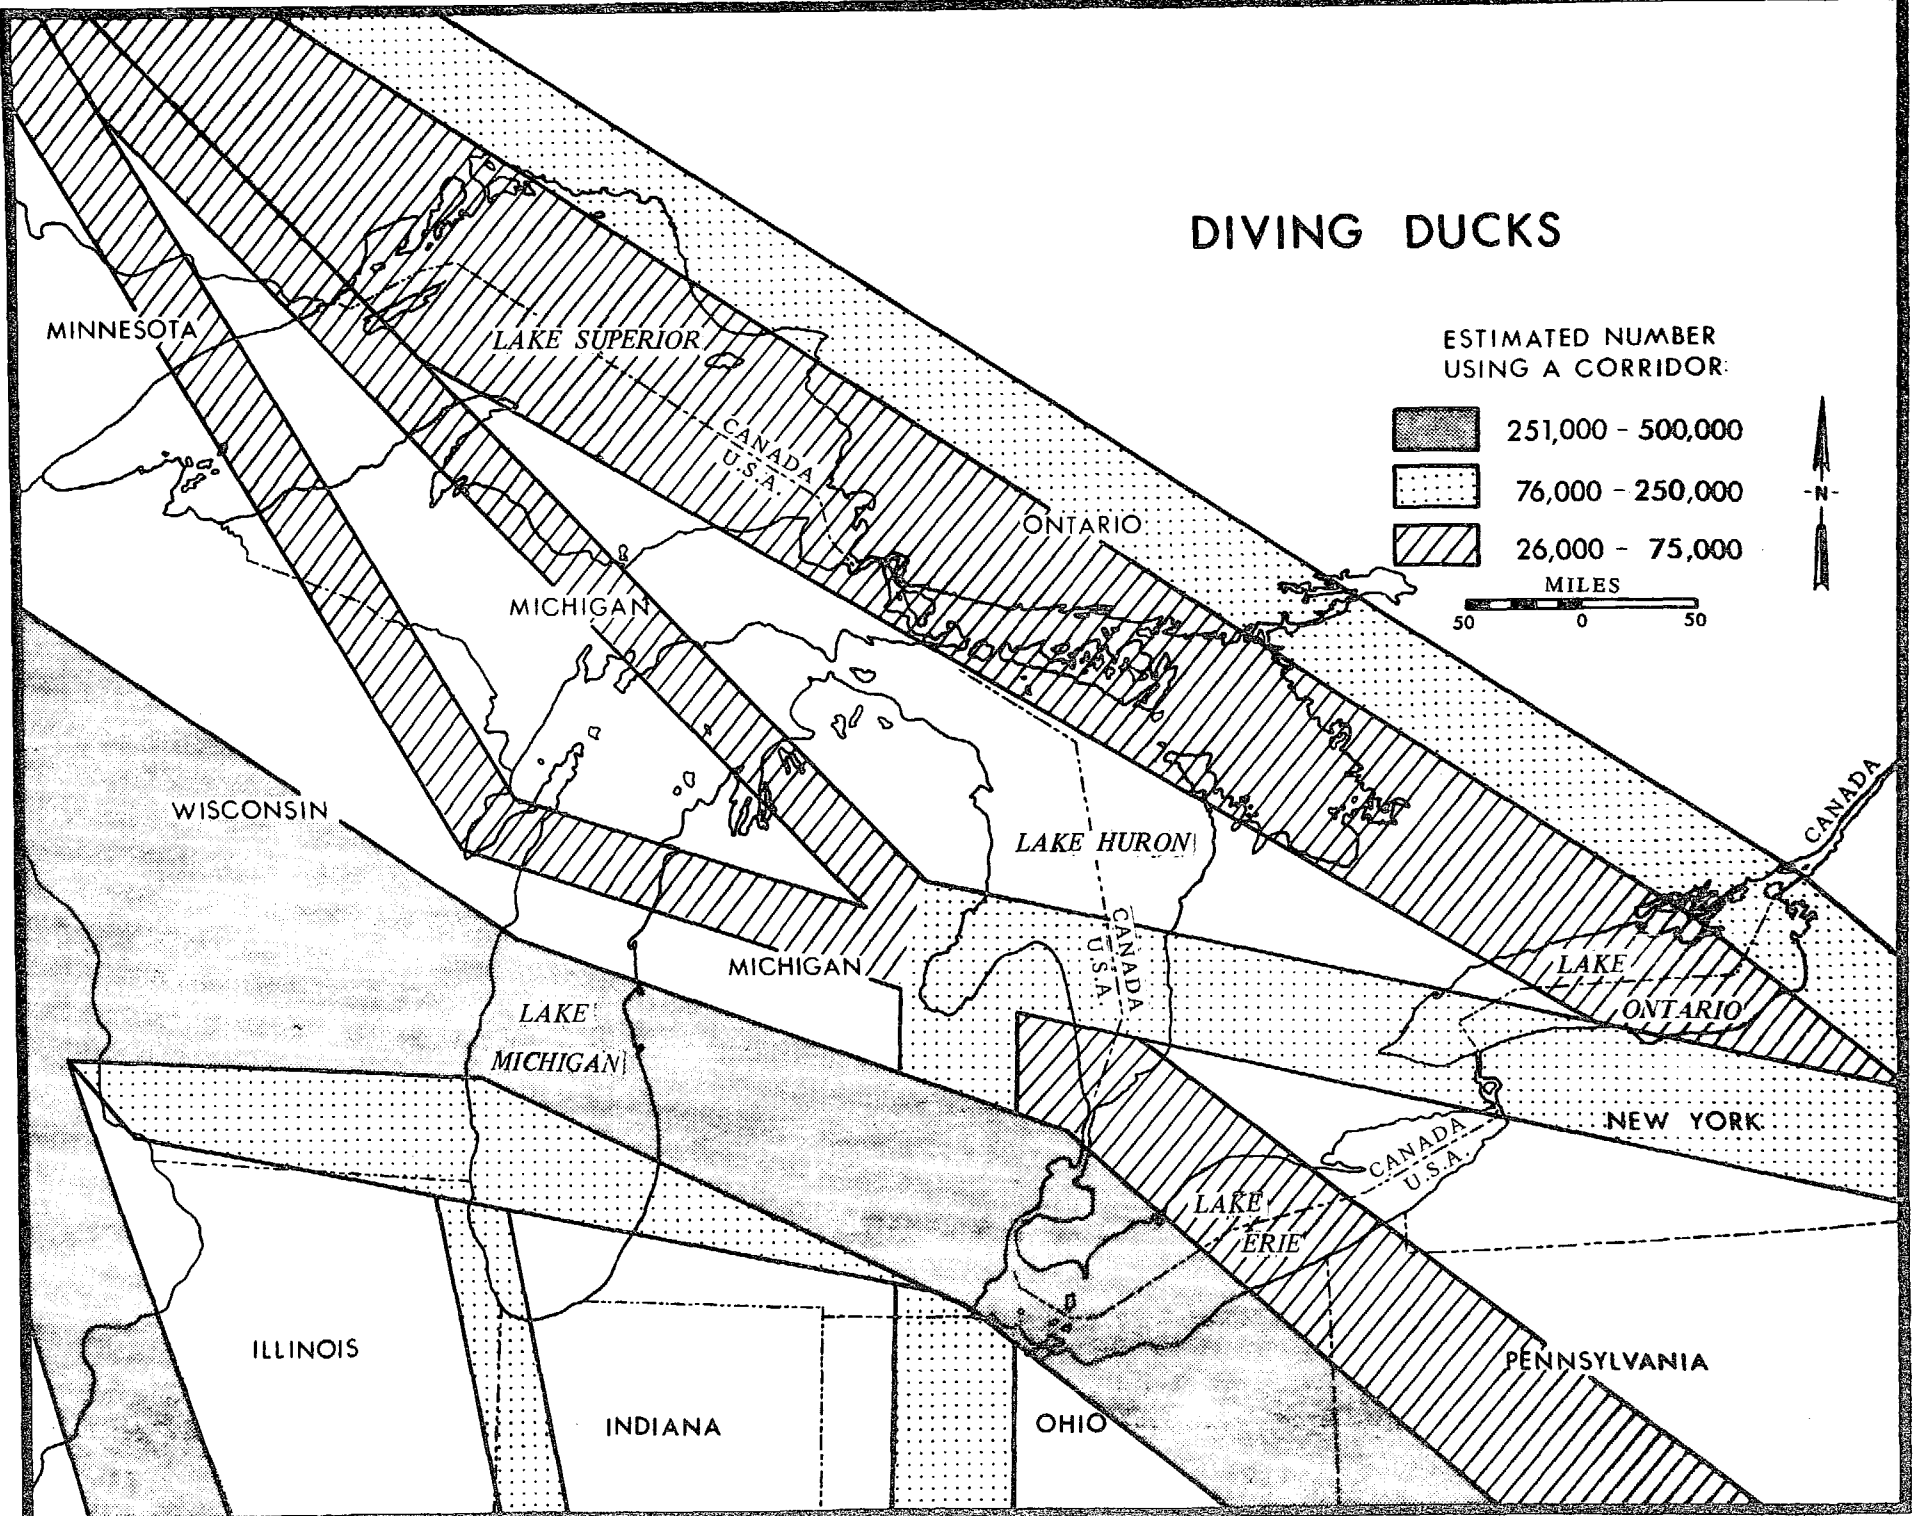 DIVING DUCKS
ESTIMATED NUMBER
USING A CORRIDOR:
251,000 - 500,000
76,000 - 250,000
26,000 - 75,000
MILES
50 0 50
-N-
MINNESOTA
LAKE SUPERIOR
CANADA
U.S.A.
ONTARIO
MICHIGAN
WISCONSIN
LAKE HURON
CANADA
CANADA
U.S.A
MICHIGAN
LAKE
ONTARIO
LAKE
MICHIGAN
NEW YORK
CANADA
U.S.A.
LAKE
ERIE
ILLINOIS
PENNSYLVANIA
INDIANA
OHIO